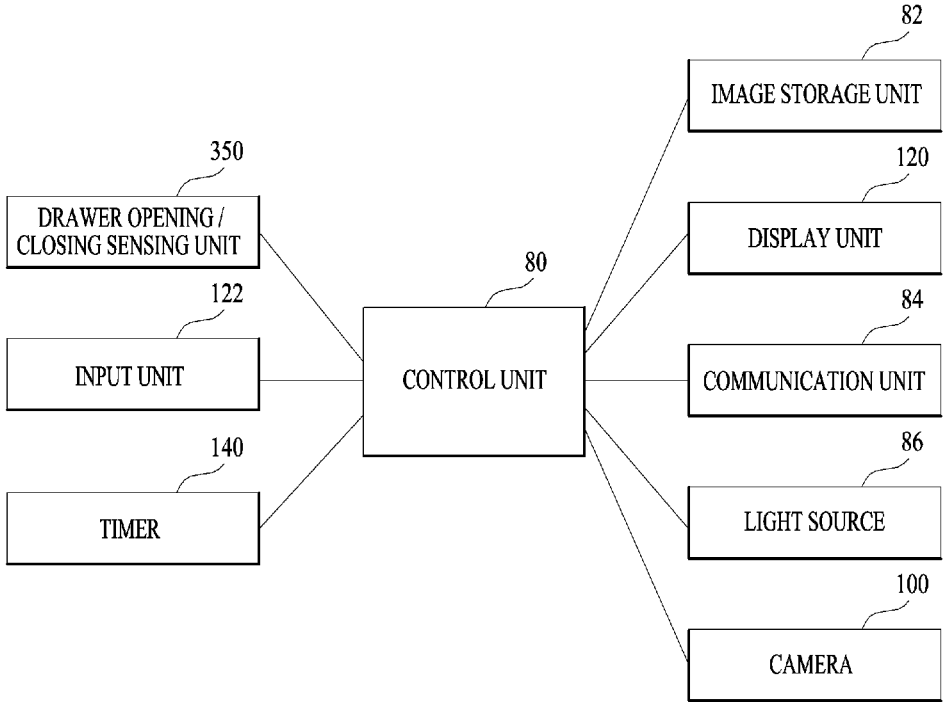 82
IMAGE STORAGE UNIT
350
DRAWER OPENING /
CLOSING SENSING UNIT
120
DISPLAY UNIT
122
INPUT UNIT
80
CONTROL UNIT
84
COMMUNICATION UNIT
140
TIMER
86
LIGHT SOURCE
100
CAMERA